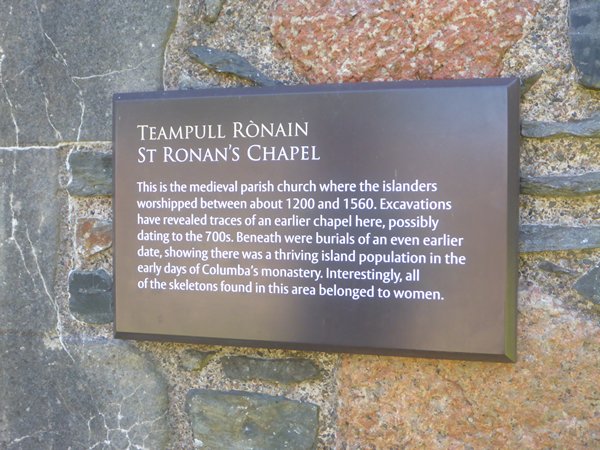 TEAMPULL RÒNAIN
ST RONAN'S CHAPEL
This is the medieval parish church where the islanders
worshipped between about 1200 and 1560. Excavations
have revealed traces of an earlier chapel here, possibly
dating to the 700s. Beneath were burials of an even earlier
date, showing there was a thriving island population in the
early days of Columba's monastery. Interestingly, all
of the skeletons found in this area belonged to women.